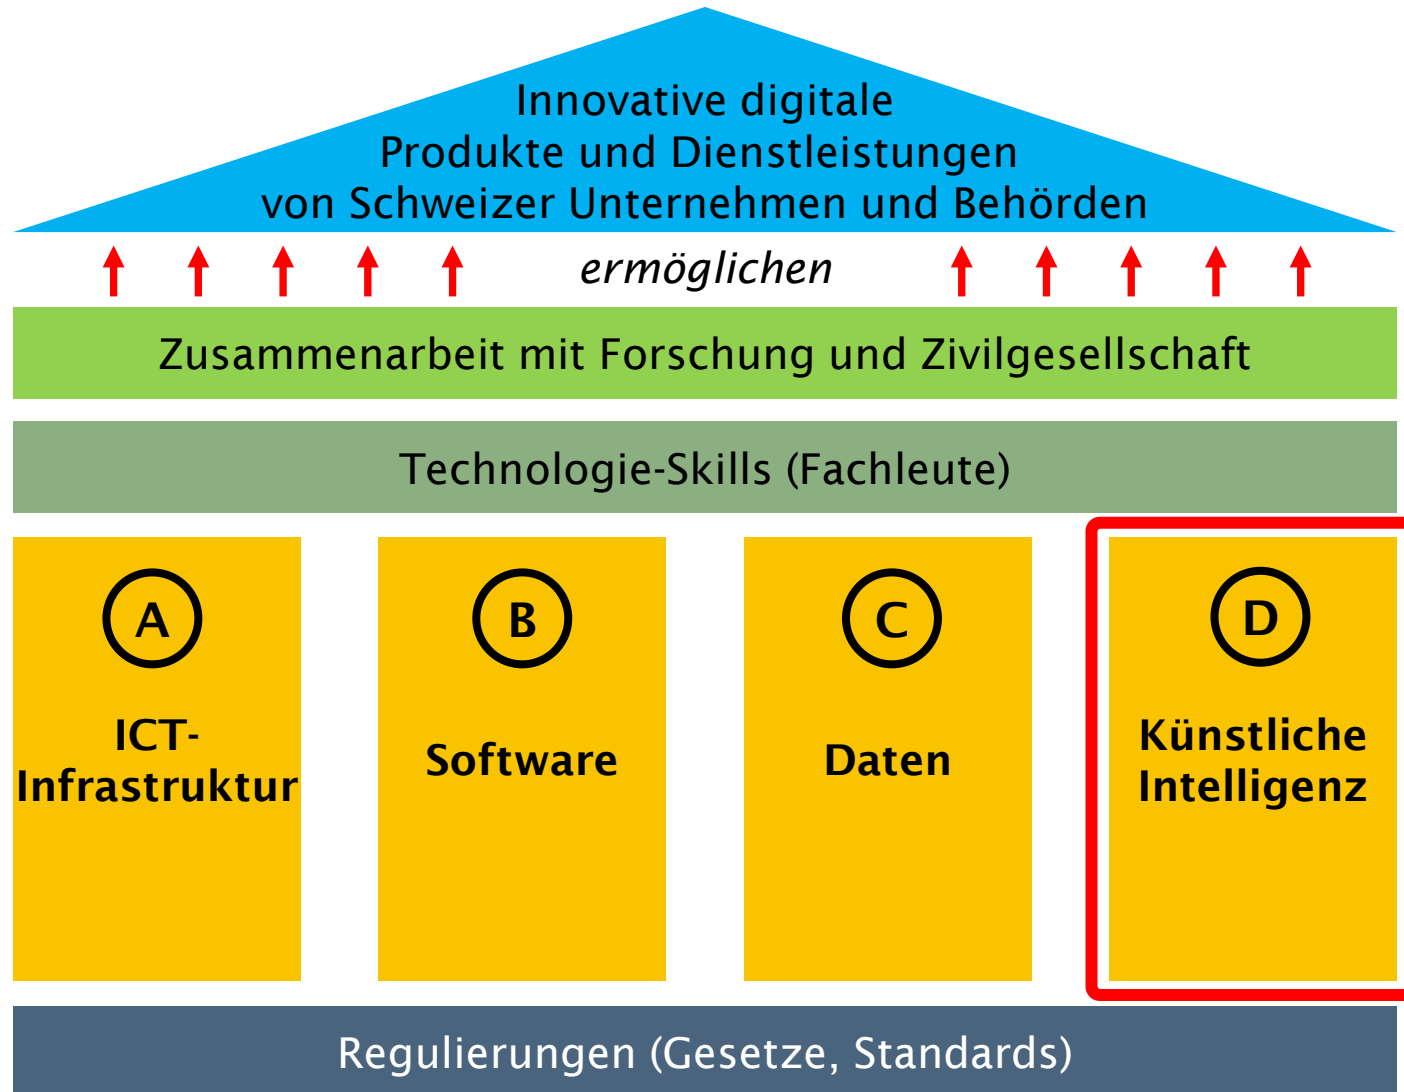 Innovative digitale
Produkte und Dienstleistungen
von Schweizer Unternehmen und Behörden
ermöglichen
Zusammenarbeit mit Forschung und Zivilgesellschaft
Technologie-Skills (Fachleute)
A
ICT-
Infrastruktur
B
Software
C
Daten
D
Künstliche
Intelligenz
Regulierungen (Gesetze, Standards)